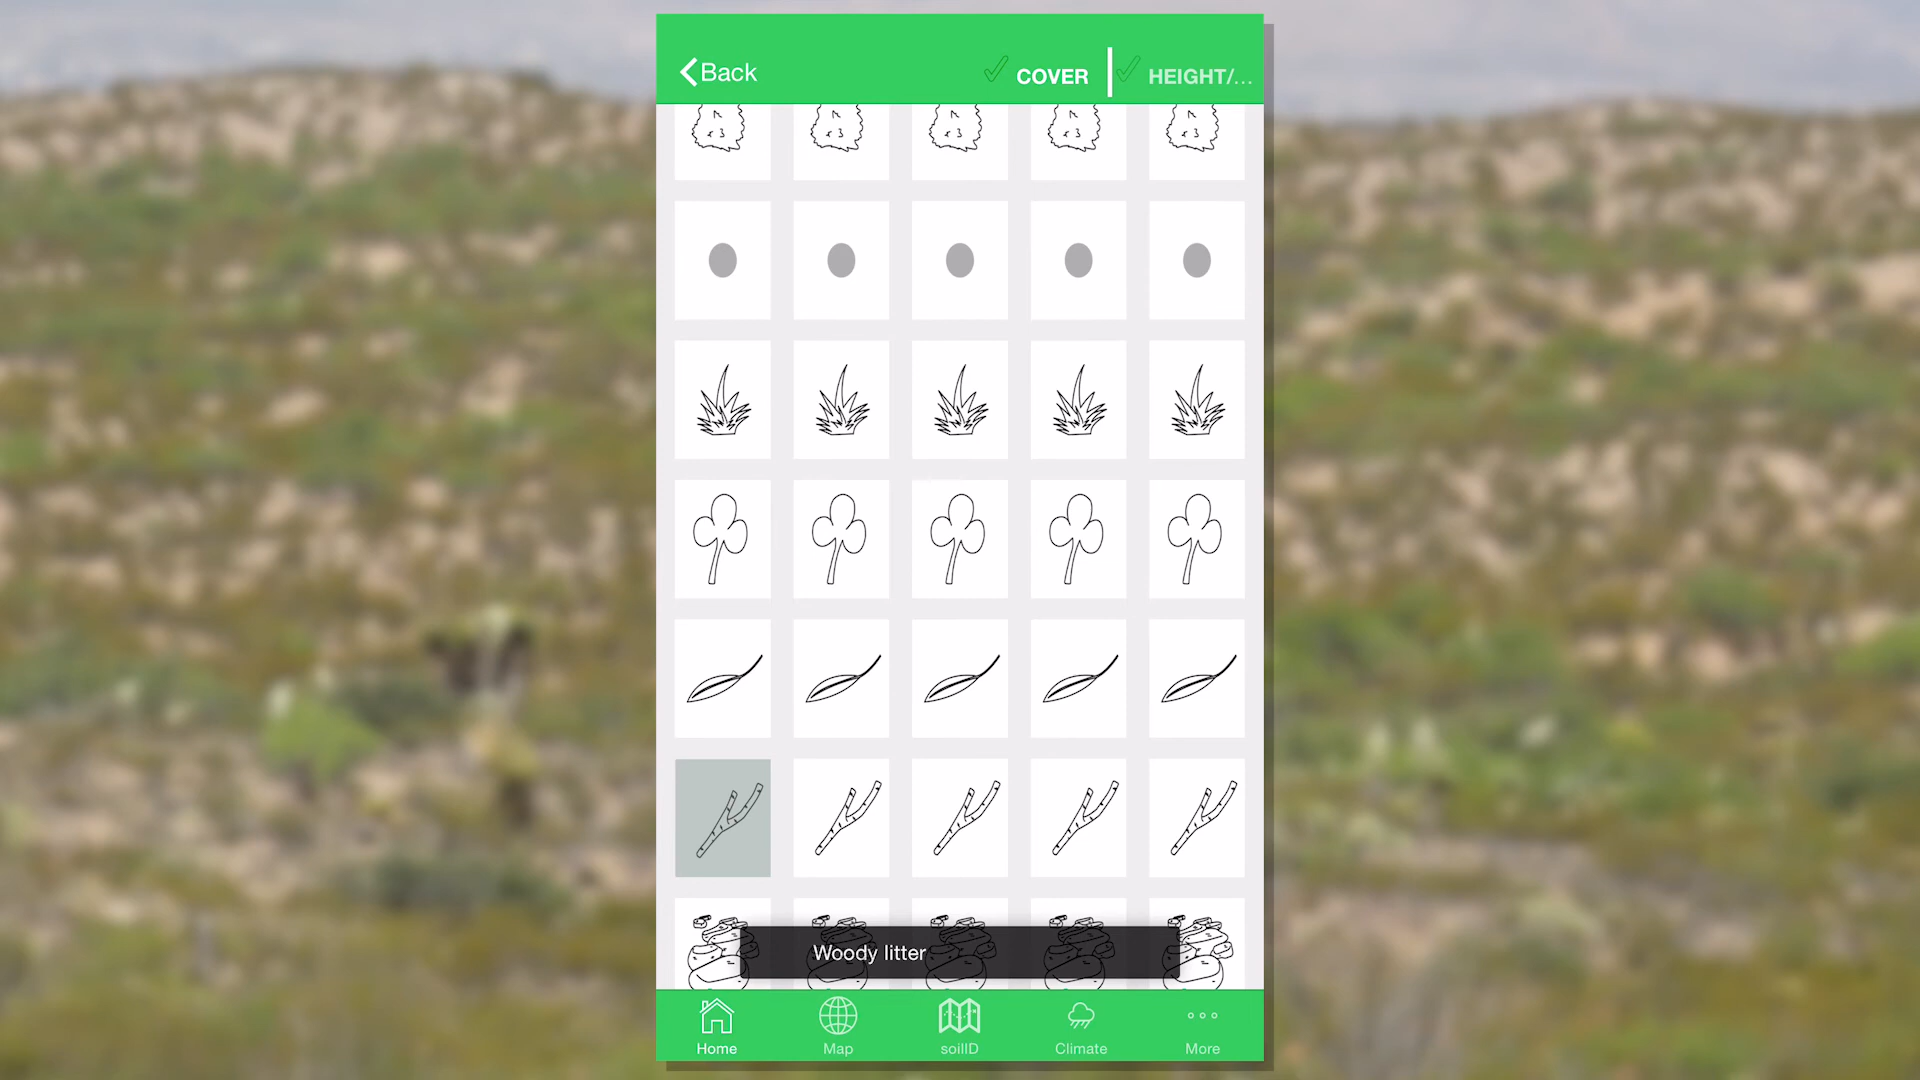 Back
COVER
HEIGHT/...
Woody litter
Home
Map
soilID
Climate
More